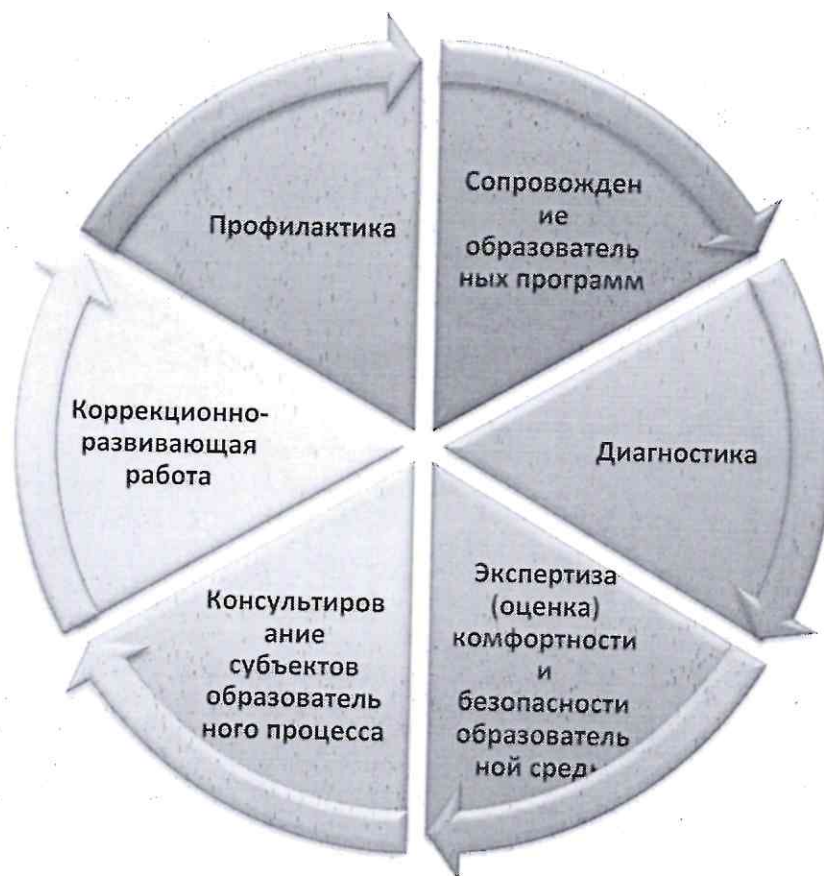 Профилактика
Сопровожден
ие
образователь
ных программ
Диагностика
Экспертиза
(оценка)
комфортности
и
безопасности
образователь
ной
Консультиров
ание
субъектов
образователь
ного процесса
Коррекционно-
развивающая
работа